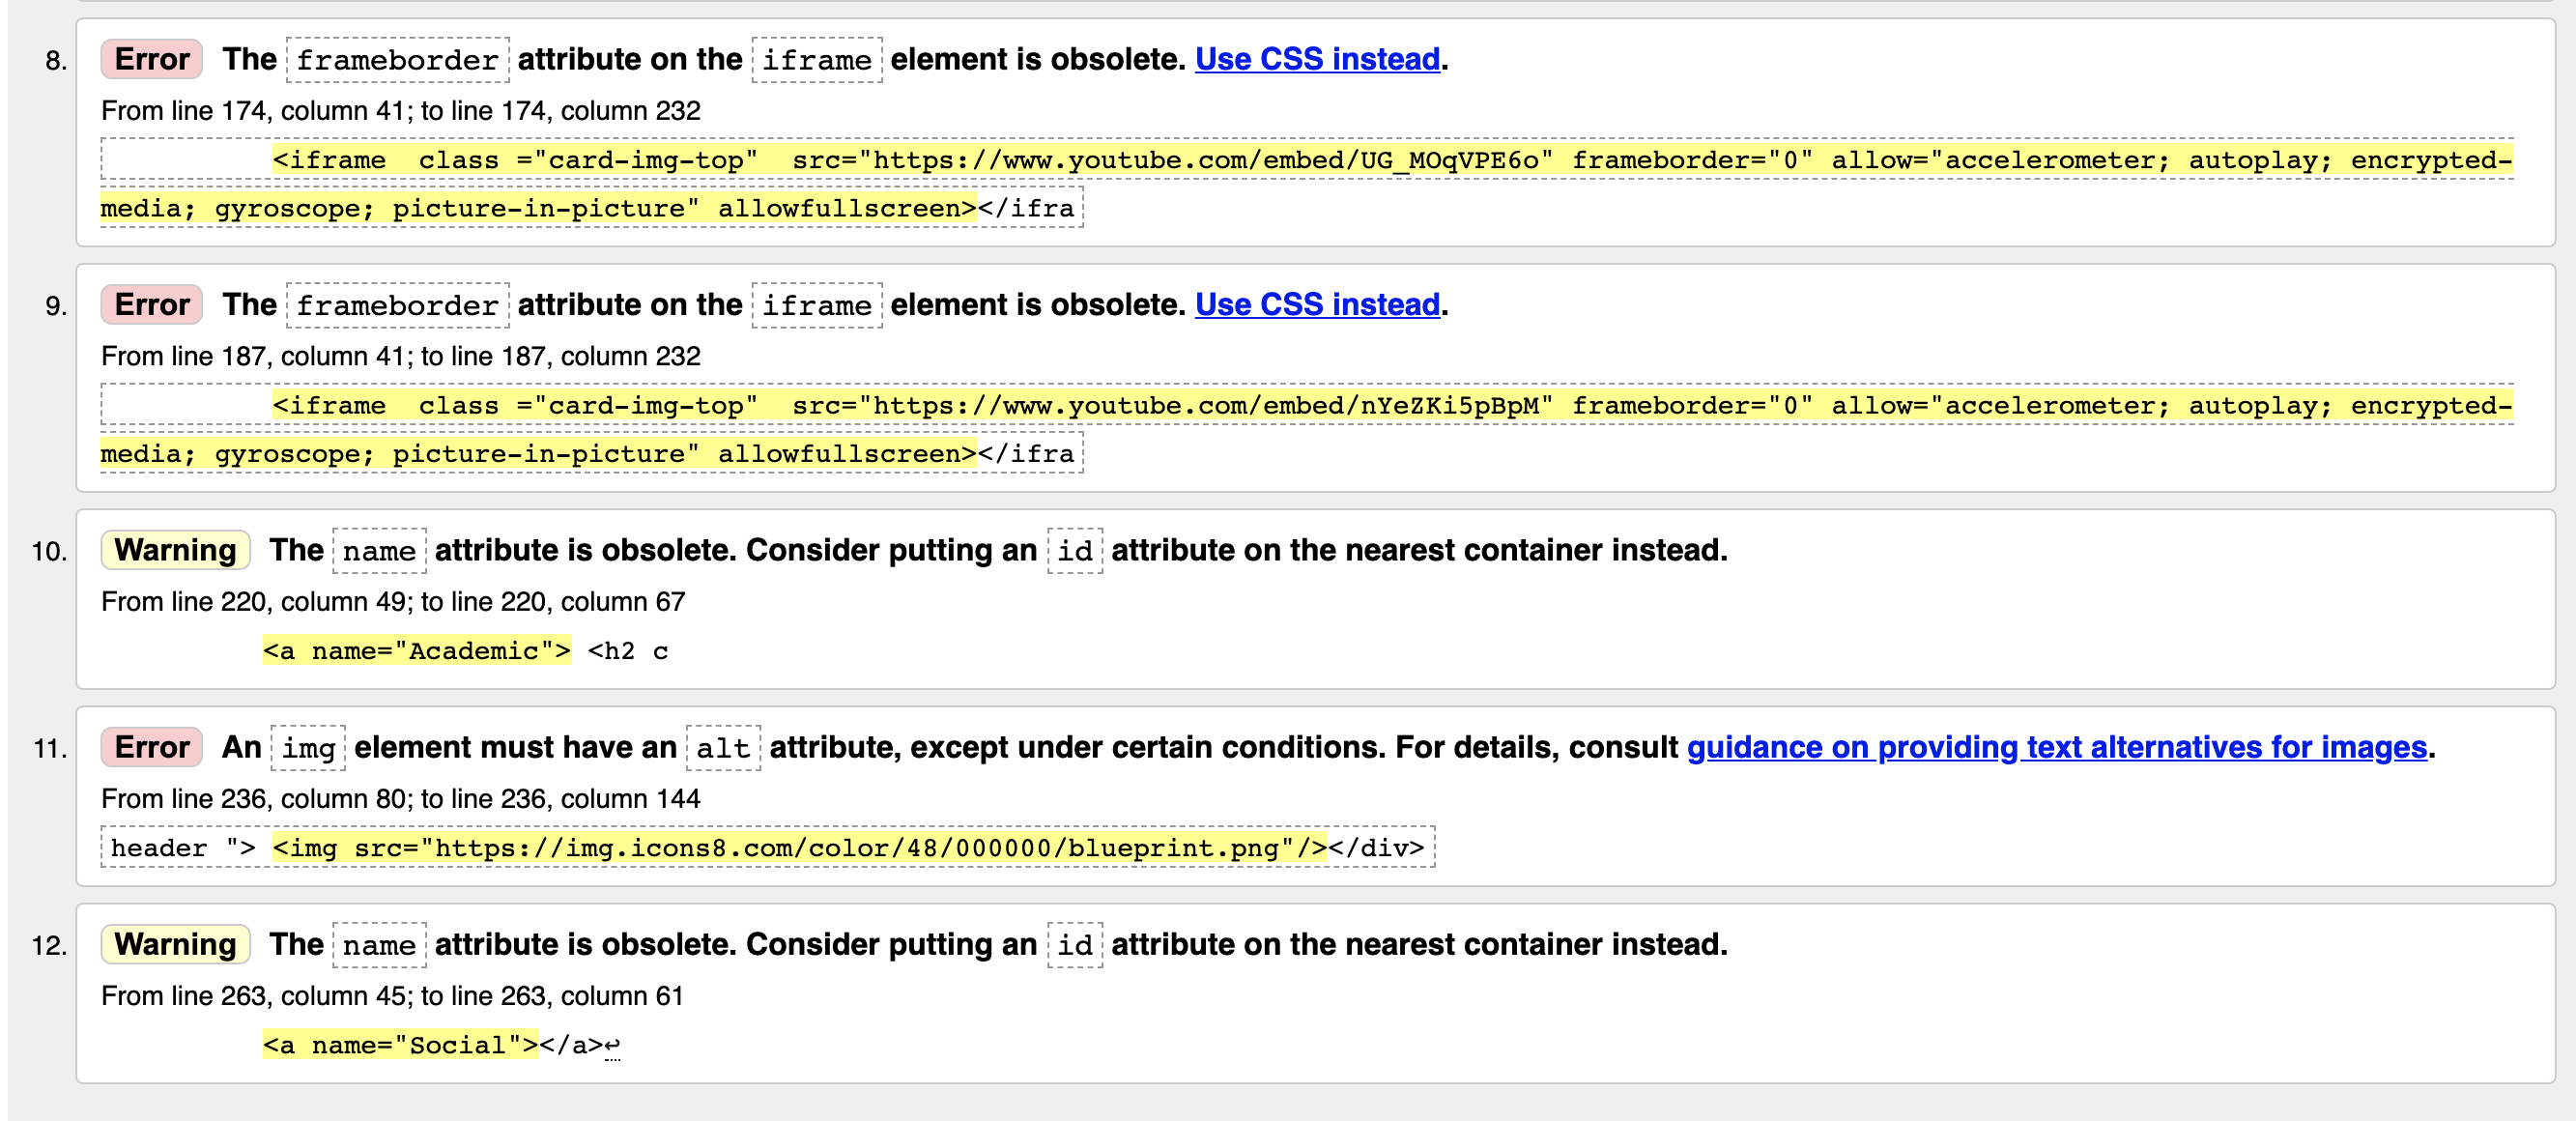 8. Error The frameborder attribute on the iframe element is obsolete. Use CSS instead.
From line 174, column 41; to line 174, column 232
<iframe  class ="card-img-top"  src="https://www.youtube.com/embed/UG_MOqVPE6o" frameborder="0" allow="accelerometer; autoplay; encrypted-
media; gyroscope; picture-in-picture" allowfullscreen></ifra
9. Error The frameborder attribute on the iframe element is obsolete. Use CSS instead.
From line 187, column 41; to line 187, column 232
<iframe  class ="card-img-top"  src="https://www.youtube.com/embed/nYeZKi5pBpM" frameborder="0" allow="accelerometer; autoplay; encrypted-
media; gyroscope; picture-in-picture" allowfullscreen></ifra
10. Warning The name attribute is obsolete. Consider putting an id attribute on the nearest container instead.
From line 220, column 49; to line 220, column 67
<a name="Academic"> <h2 c
11. Error An img element must have an alt attribute, except under certain conditions. For details, consult guidance on providing text alternatives for images.
From line 236, column 80; to line 236, column 144
header "> <img src="https://img.icons8.com/color/48/000000/blueprint.png"/></div>
12. Warning The name attribute is obsolete. Consider putting an id attribute on the nearest container instead.
From line 263, column 45; to line 263, column 61
<a name="Social"></a>↩